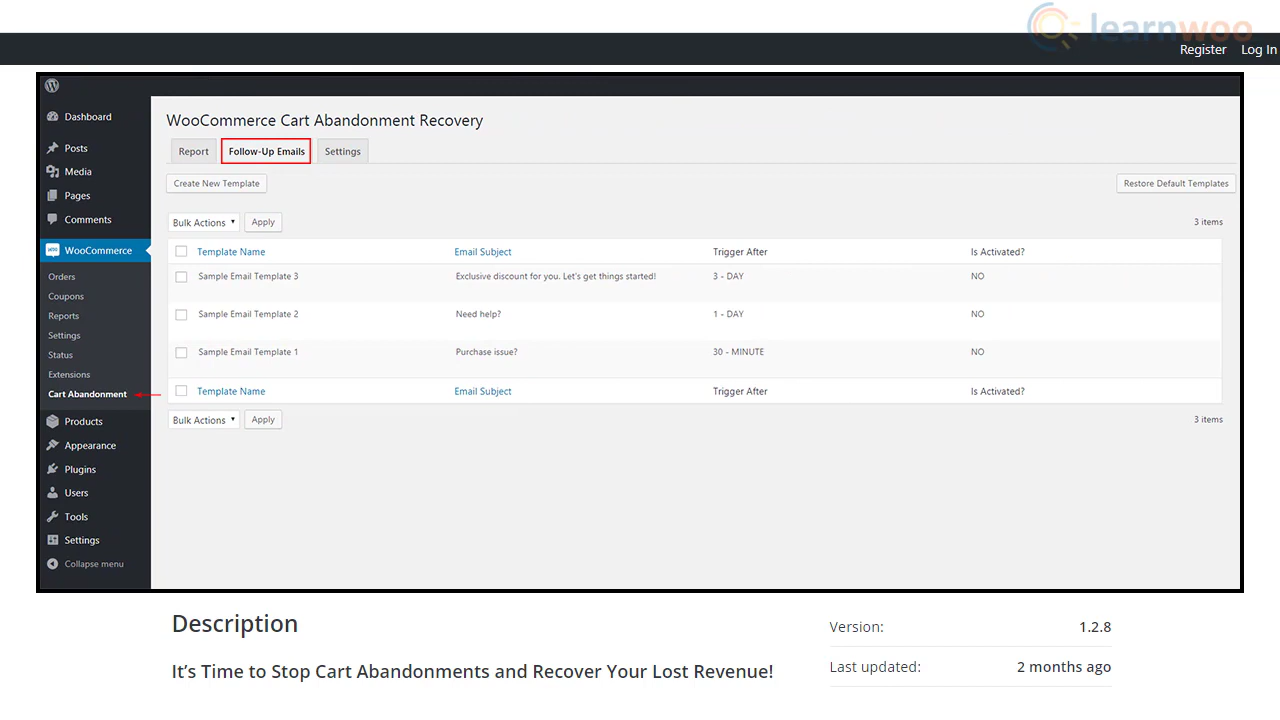 learnwoo
Register Log In
Dashboard
Posts
Media
Pages
Comments
WooCommerce
Orders
Coupons
Reports
Settings
Status
Extensions
Cart Abandonment
Products
Appearance
Plugins
Users
Tools
Settings
Collapse menu
WooCommerce Cart Abandonment Recovery
Report Follow-Up Emails Settings
Create New Template Restore Default Templates
Bulk Actions Apply 3 items
Template Name Email Subject Trigger After Is Activated?
Sample Email Template 3 Exclusive discount for you. Let's get things started! 3 - DAY NO
Sample Email Template 2 Need help? 1 - DAY NO
Sample Email Template 1 Purchase issue? 30 - MINUTE NO
Template Name Email Subject Trigger After Is Activated?
Bulk Actions Apply 3 items
Description
It's Time to Stop Cart Abandonments and Recover Your Lost Revenue!
Version: 1.2.8
Last updated: 2 months ago